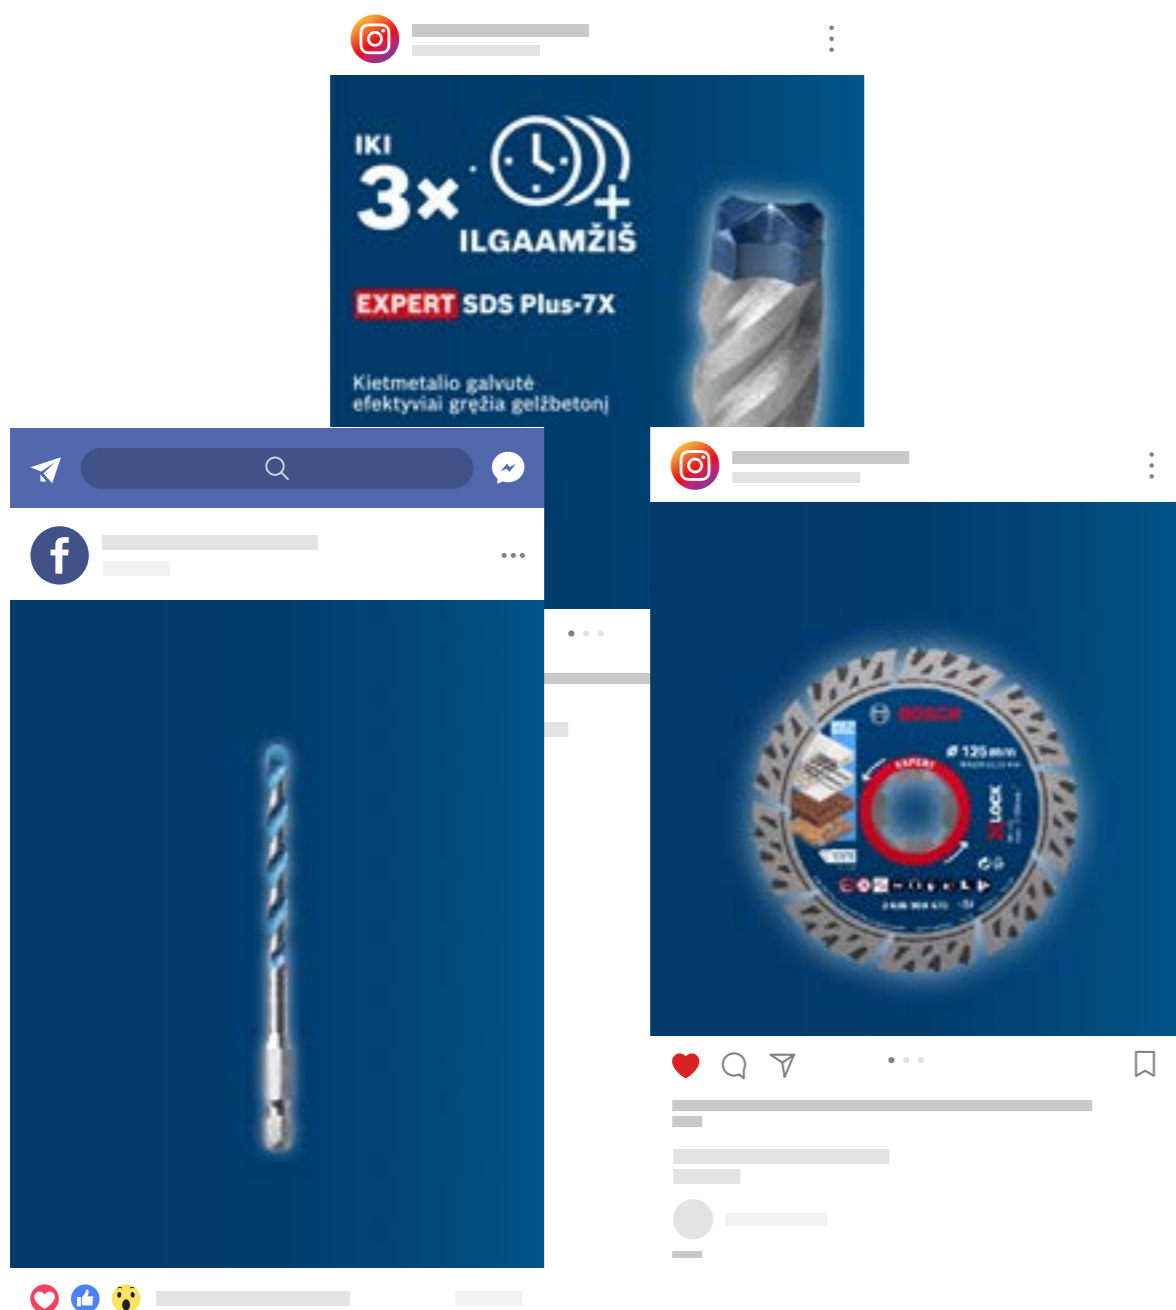 IKI
3×
ILGAAMŽIŠ
EXPERT SDS Plus-7X
Kietmetalio galvutė
efektyviai gręžia gelžbetonį
BOSCH
Ø 125 mm
EXPERT
X LOCK